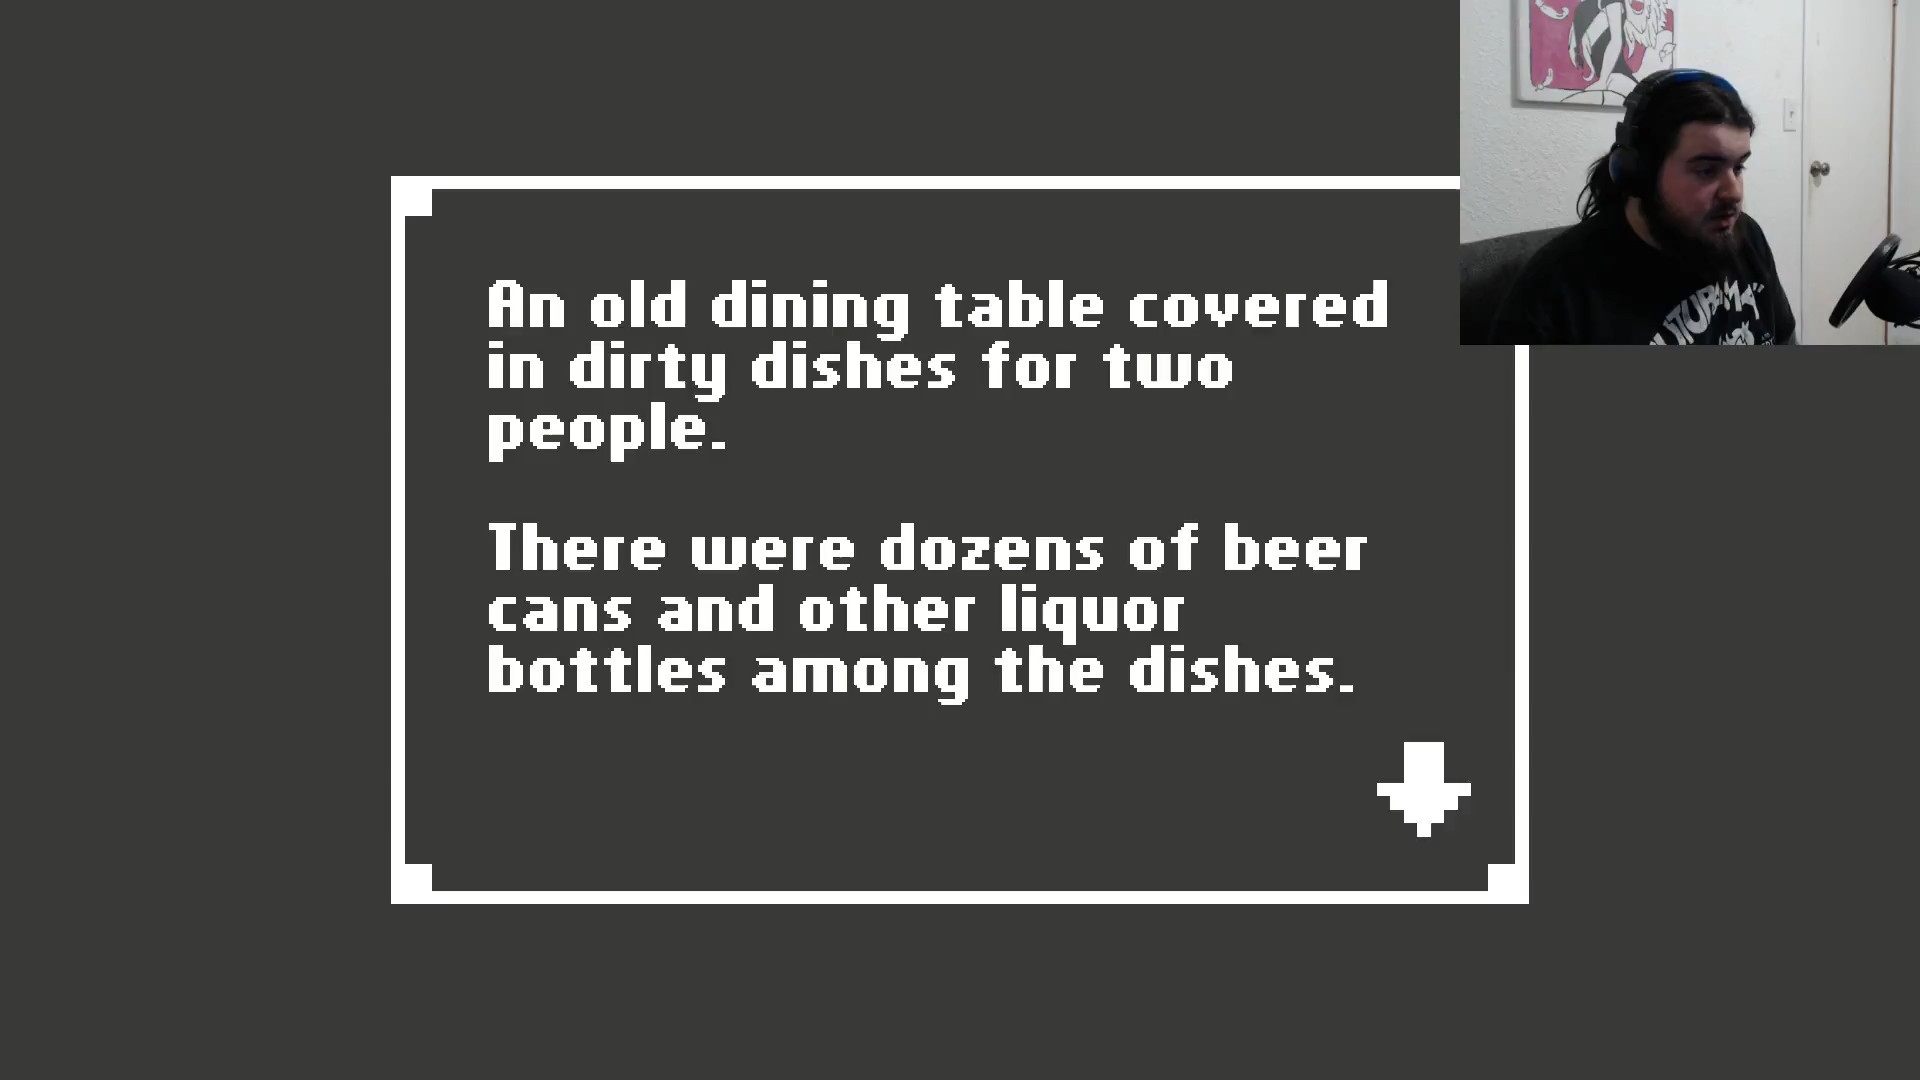 An old dining table covered
in dirty dishes for two
people.
There were dozens of beer
cans and other liquor
bottles among the dishes.